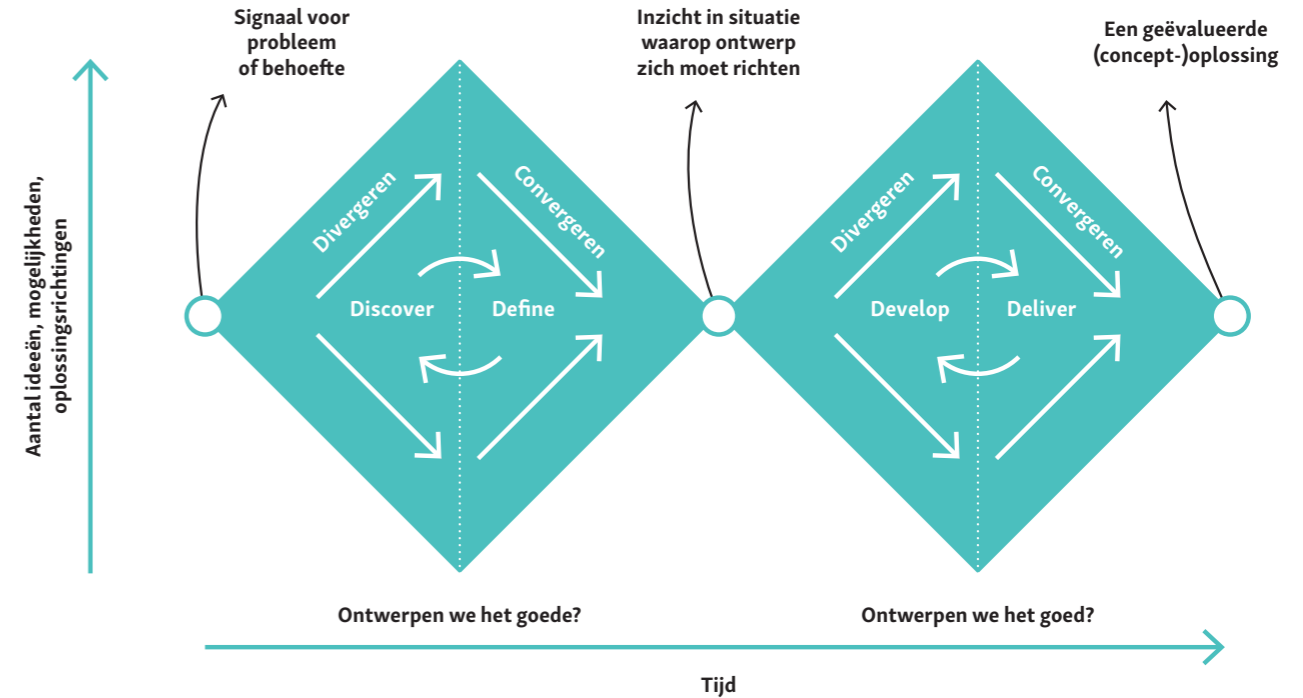 Signaal voor
probleem
of behoefte
Inzicht in situatie
waarop ontwerp
zich moet richten
Een geëvalueerde
(concept-)oplossing
Aantal ideeën, mogelijkheden,
oplossingsrichtingen
Divergeren
Convergeren
Discover
Define
Divergeren
Convergeren
Develop
Deliver
Ontwerpen we het goede?
Ontwerpen we het goed?
Tijd